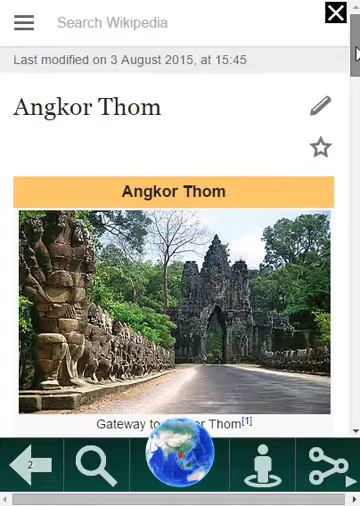 Search Wikipedia
Last modified on 3 August 2015, at 15:45
Angkor Thom
Angkor Thom
Gateway to Thom[1]
2